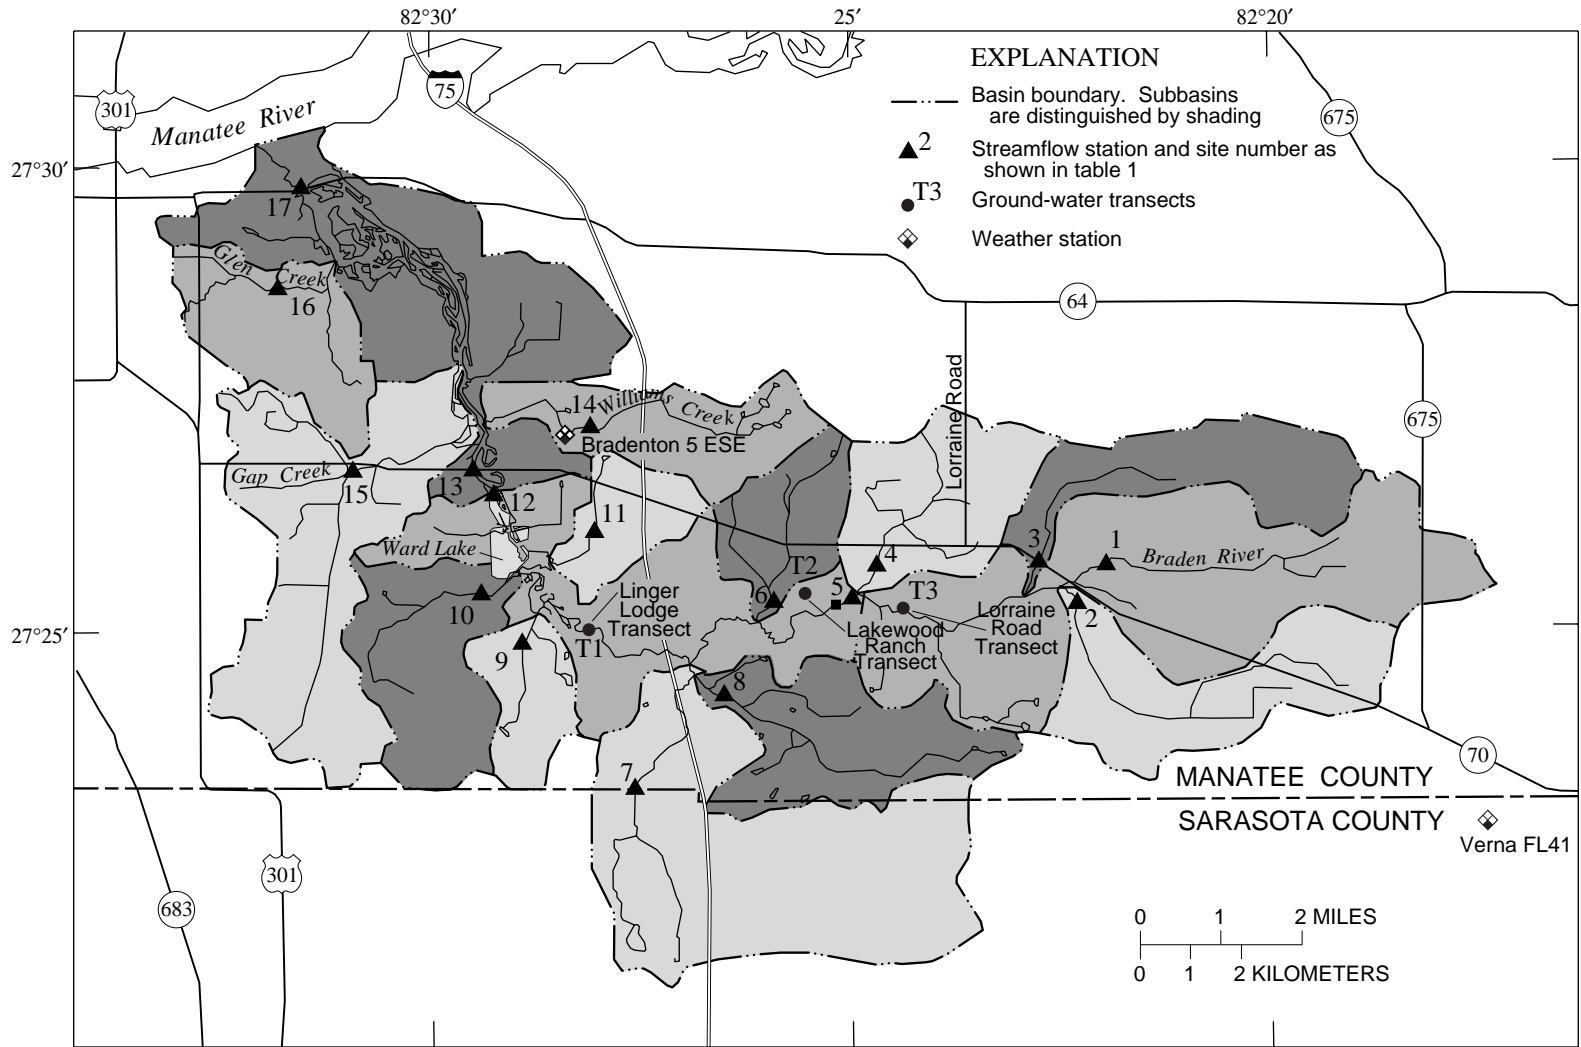 82°30′
25′
82°20′
EXPLANATION
Basin boundary. Subbasins
are distinguished by shading
2
Streamflow station and site number as
shown in table 1
T3
Ground-water transects
Weather station
75
301
675
Manatee River
27°30′
17
Glen Creek
16
64
Lorraine Road
675
14
Williams Creek
Bradenton 5 ESE
Gap Creek
15
13
12
11
Ward Lake
3
1
Braden River
4
T2
5
T3
6
2
10
Linger
Lodge
Transect
T1
Lorraine
Road
Transect
Lakewood
Ranch
Transect
27°25′
9
8
7
70
MANATEE COUNTY
SARASOTA COUNTY
Verna FL41
301
683
0 1 2 MILES
0 1 2 KILOMETERS